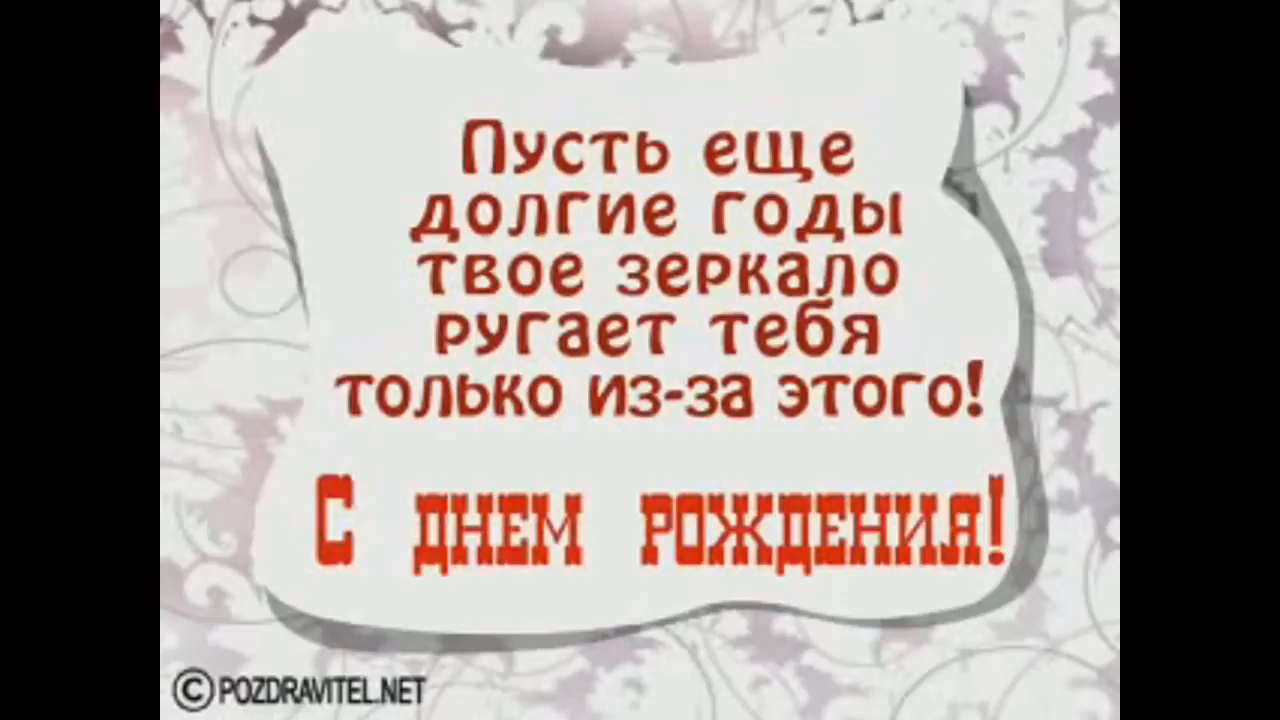 Пусть еще
долгие годы
твое зеркало
ругает тебя
только из-за этого!
С ДНЕМ РОЖДЕНИЯ!
© POZDRAVITEL.NET